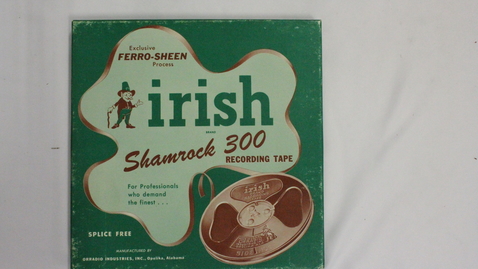 Exclusive
FERRO-SHEEN
Process
irish
BRAND
Shamrock 300
RECORDING TAPE
For Professionals
who demand
the finest . . .
irish
SPLICE FREE
MANUFACTURED BY
ORRADIO INDUSTRIES, INC., Opelika, Alabama